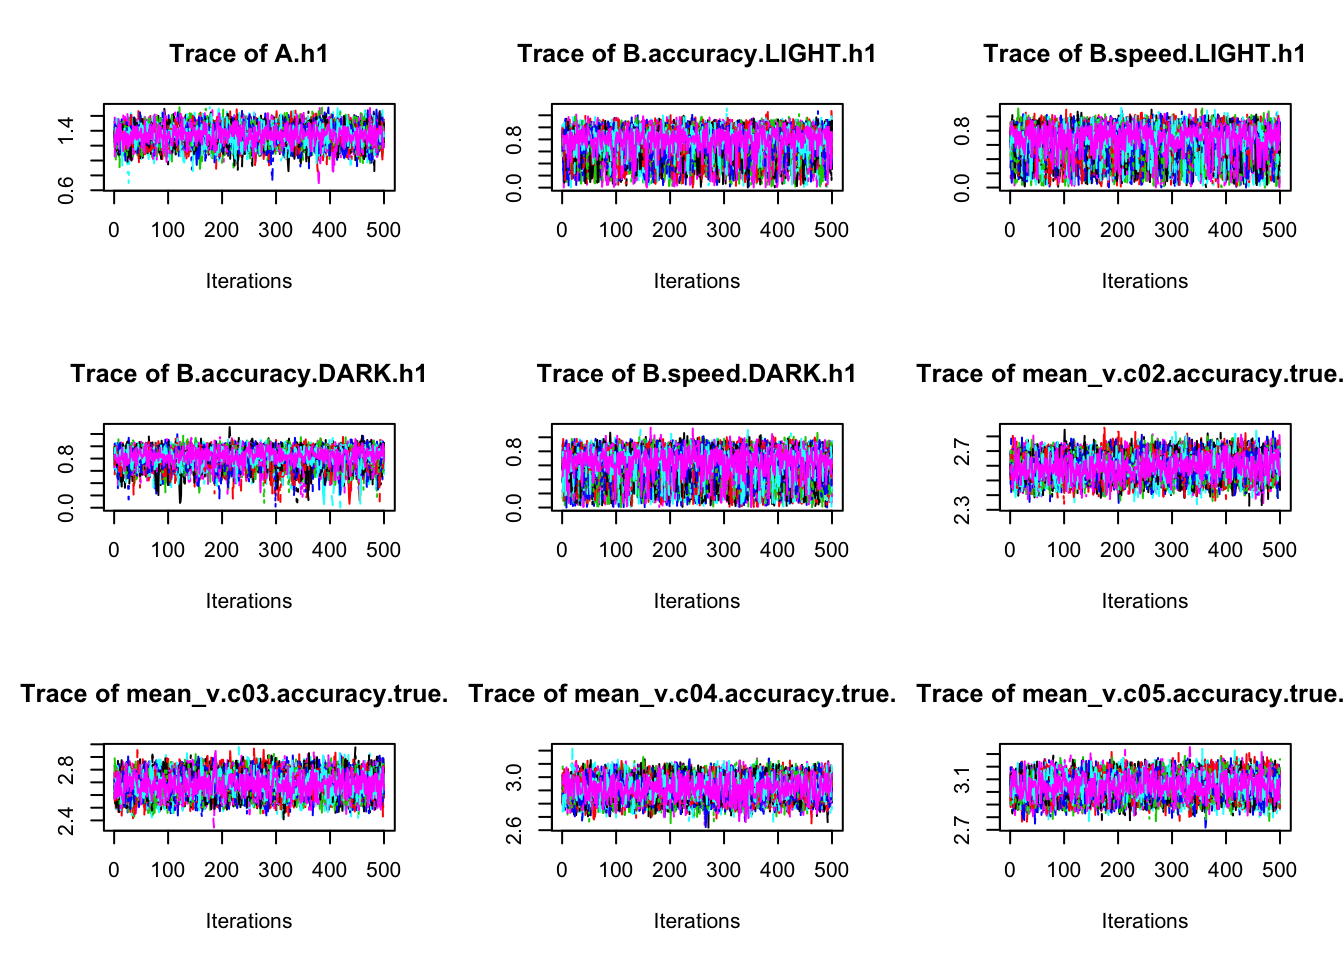 Trace of A.h1
0.6 1.4
0 100 200 300 400 500
Iterations
Trace of B.accuracy.LIGHT.h1
0.0 0.8
0 100 200 300 400 500
Iterations
Trace of B.speed.LIGHT.h1
0.0 0.8
0 100 200 300 400 500
Iterations
Trace of B.accuracy.DARK.h1
0.0 0.8
0 100 200 300 400 500
Iterations
Trace of B.speed.DARK.h1
0.0 0.8
0 100 200 300 400 500
Iterations
Trace of mean_v.c02.accuracy.true.
2.3 2.7
0 100 200 300 400 500
Iterations
Trace of mean_v.c03.accuracy.true.
2.4 2.8
0 100 200 300 400 500
Iterations
Trace of mean_v.c04.accuracy.true.
2.6 3.0
0 100 200 300 400 500
Iterations
Trace of mean_v.c05.accuracy.true.
2.7 3.1
0 100 200 300 400 500
Iterations